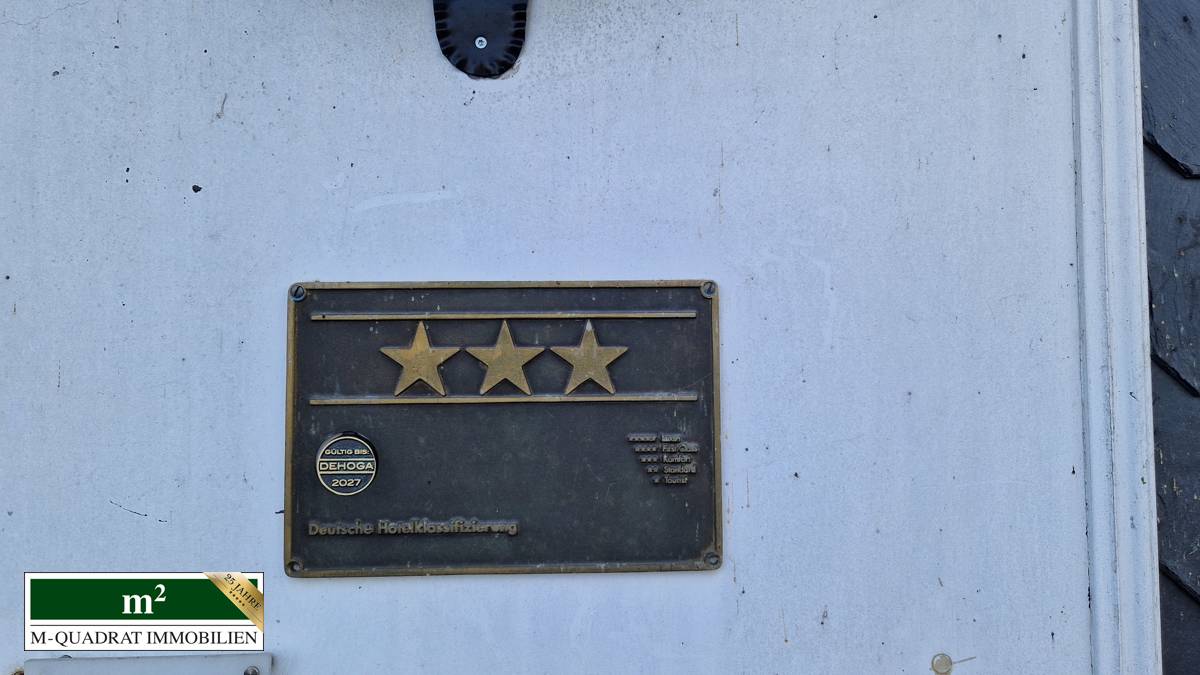 GÜLTIG BIS:
DEHOGA
2027
Luxus
First Class
Komfort
Standard
Tourist
Deutsche Hotelklassifizierung
m²
25 JAHRE
M-QUADRAT IMMOBILIEN